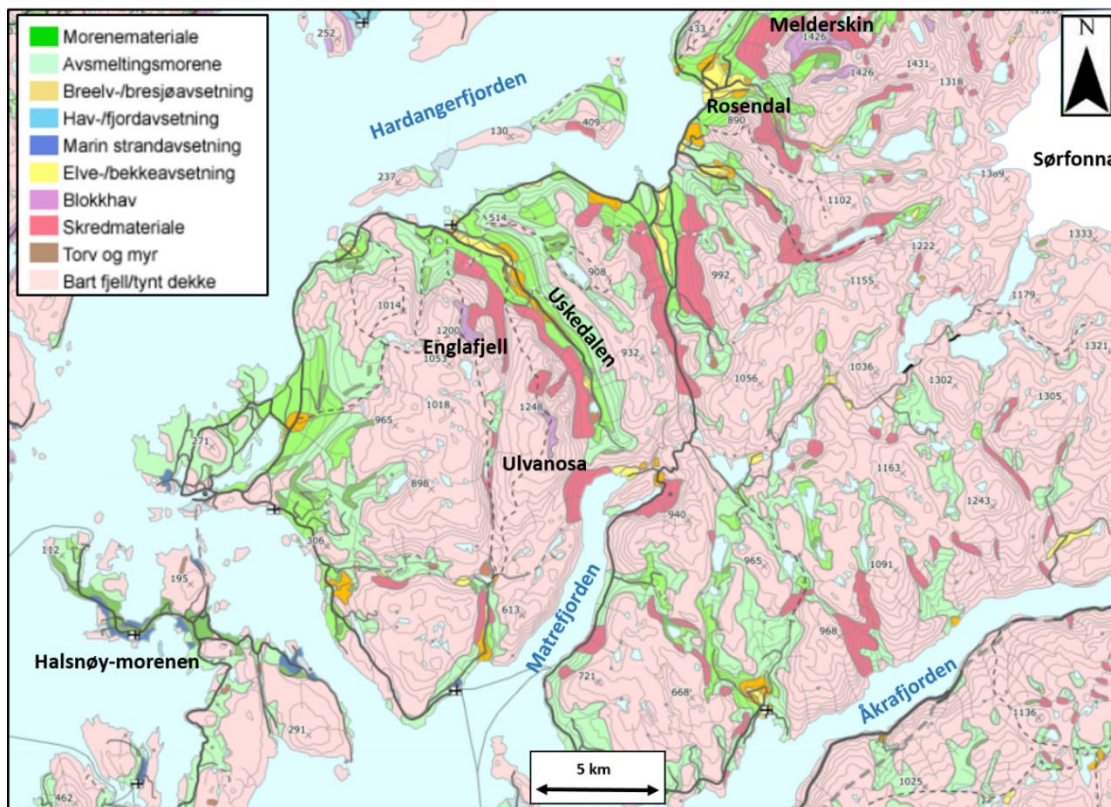 Morenemateriale
Avsmeltingsmorene
Breelv-/bresjøavsetning
Hav-/fjordavsetning
Marin strandavsetning
Elve-/bekkeavsetning
Blokkhav
Skredmateriale
Torv og myr
Bart fjell/tynt dekke
252
433
Melderskin
1426
1426
1431
1318
N
Hardangerfjorden
Rosendal
890
130
409
Sørfonna
1369
237
1102
514
1333
1222
908
992
1155
1179
1014
Uskedalen
1200
Englafjell
1053
932
1321
1036
1056
1302
1305
1018
1248
965
271
Ulvanosa
1163
898
1243
940
306
112
965
1091
195
613
Matrefjorden
968
Halsnøy-morenen
721
668
Åkrafjorden
291
1136
5 km
1025
462